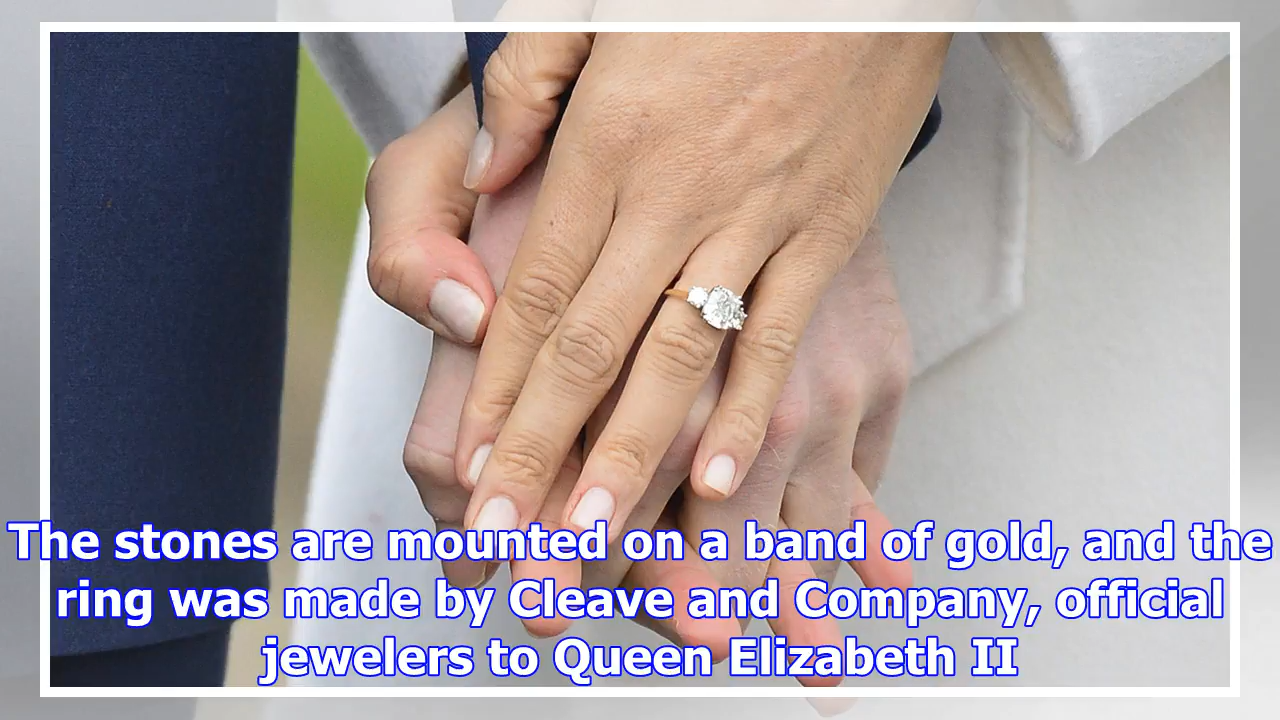 The stones are mounted on a band of gold, and the
ring was made by Cleave and Company, official
jewelers to Queen Elizabeth II